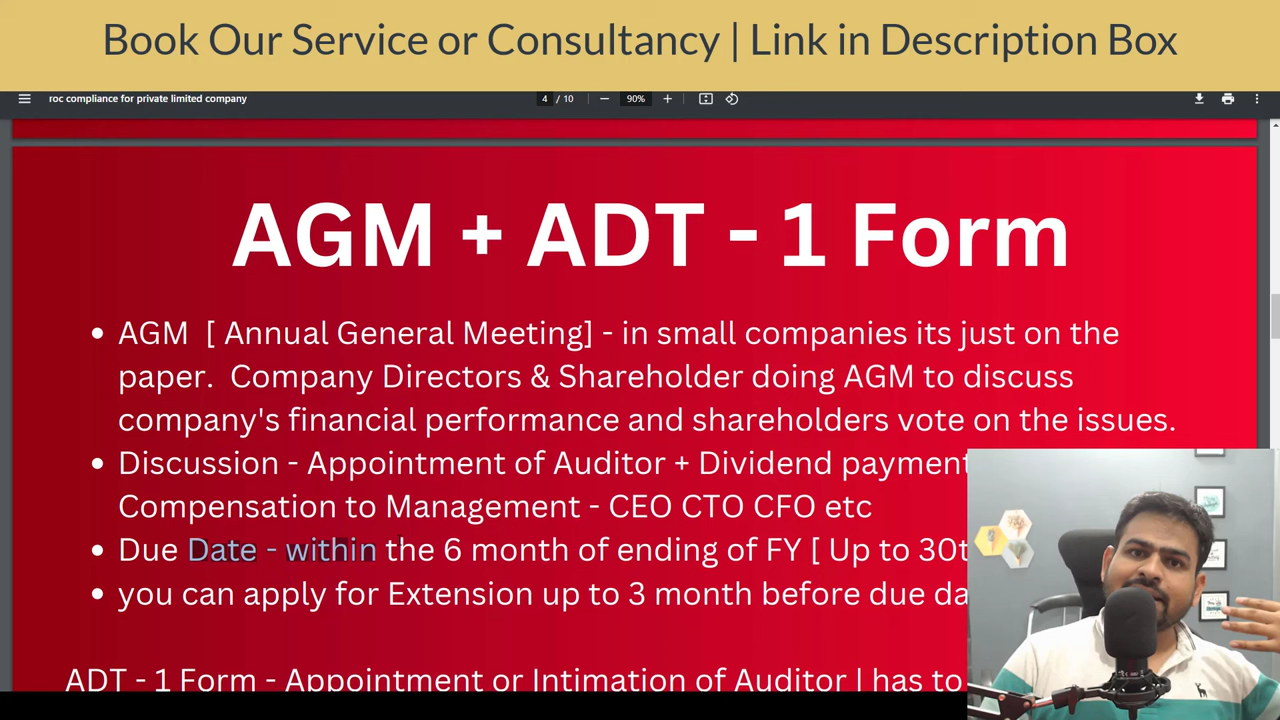 Book Our Service or Consultancy | Link in Description Box
roc compliance for private limited company
4 / 10
90%
AGM + ADT - 1 Form
AGM [ Annual General Meeting] - in small companies its just on the
paper. Company Directors & Shareholder doing AGM to discuss
company's financial performance and shareholders vote on the issues.
Discussion - Appointment of Auditor + Dividend payment
Compensation to Management - CEO CTO CFO etc
Due Date - within the 6 month of ending of FY [ Up to 30t
you can apply for Extension up to 3 month before due da
ADT - 1 Form - Appointment or Intimation of Auditor | has to